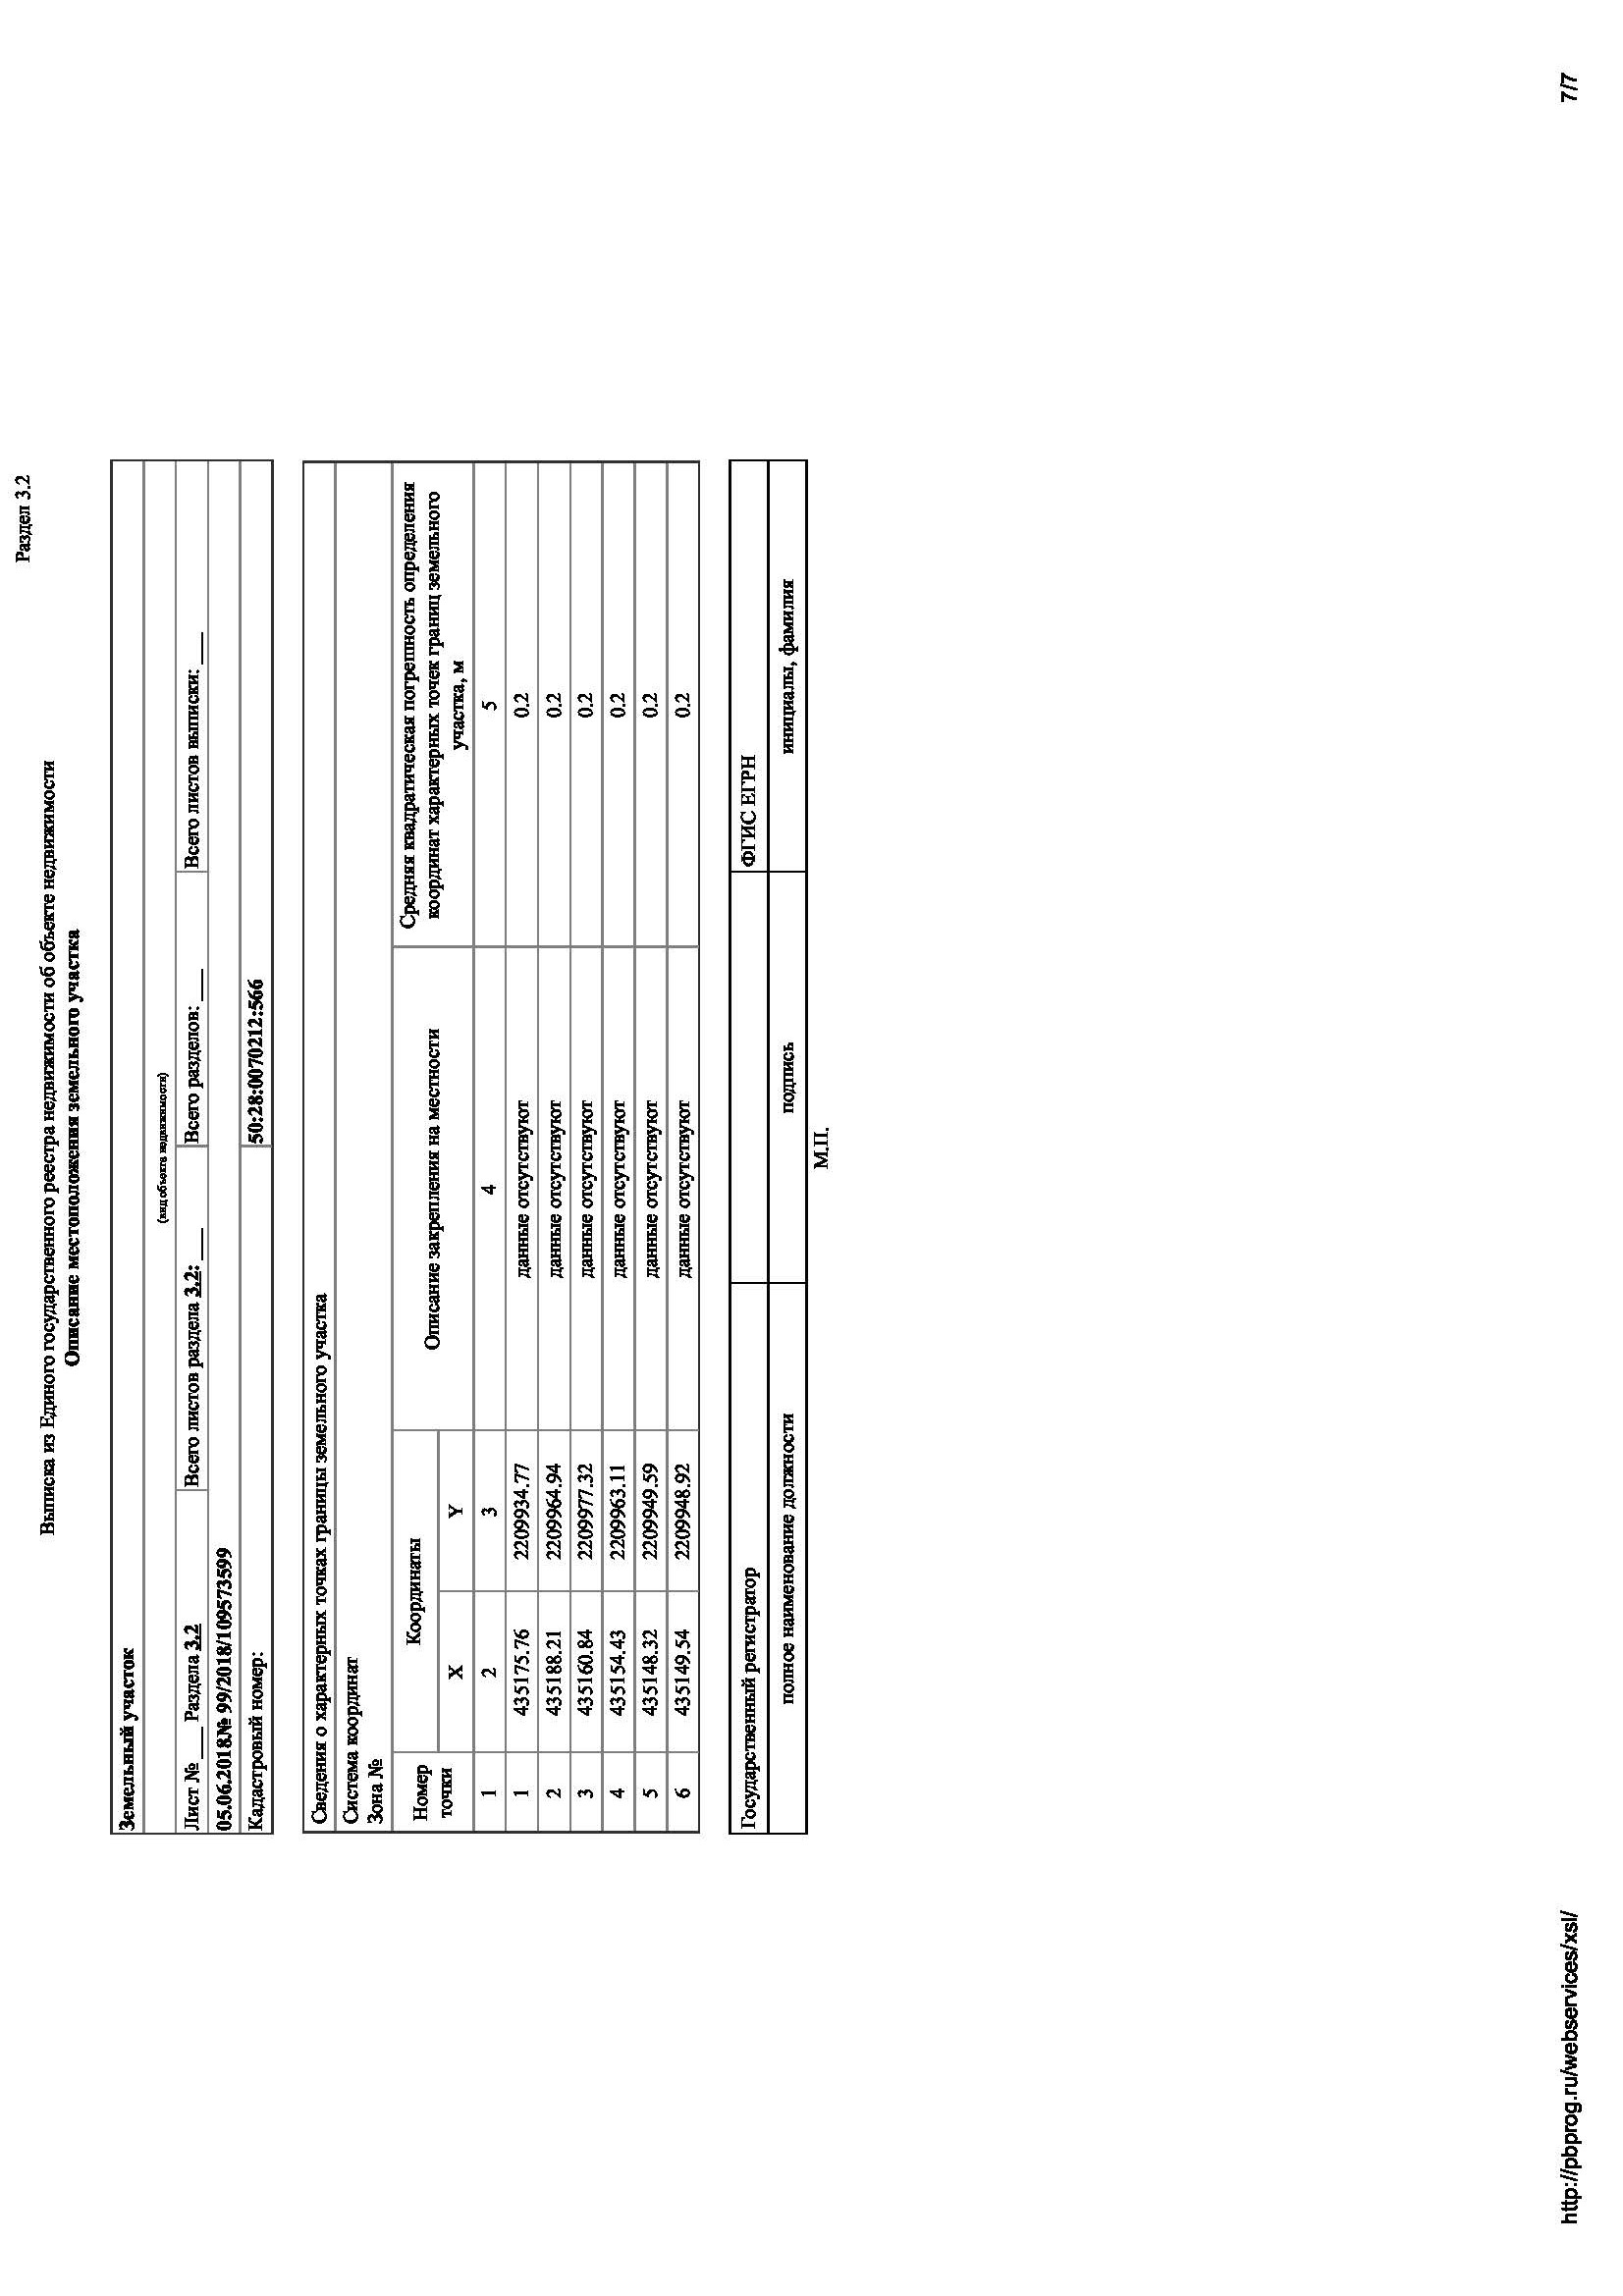 Раздел 3.2
Выписка из Единого государственного реестра недвижимости об объекте недвижимости
Описание местоположения земельного участка
Земельный участок
(вид объекта недвижимости)
Лист № ___ Раздела 3.2 Всего листов раздела 3.2: ___ Всего разделов: ___ Всего листов выписки: ___
05.06.2018№ 99/2018/109573599
Кадастровый номер: 50:28:0070212:566
Сведения о характерных точках границы земельного участка
Система координат
Зона №
Номер точки Координаты Описание закрепления на местности Средняя квадратическая погрешность определения координат характерных точек границ земельного участка, м
X Y
1 2 3 4 5
1 435175.76 2209934.77 данные отсутствуют 0.2
2 435188.21 2209964.94 данные отсутствуют 0.2
3 435160.84 2209977.32 данные отсутствуют 0.2
4 435154.43 2209963.11 данные отсутствуют 0.2
5 435148.32 2209949.59 данные отсутствуют 0.2
6 435149.54 2209948.92 данные отсутствуют 0.2
Государственный регистратор ФГИС ЕГРН
полное наименование должности подпись инициалы, фамилия
М.П.
http://pbprog.ru/webservices/xsl/ 7/7